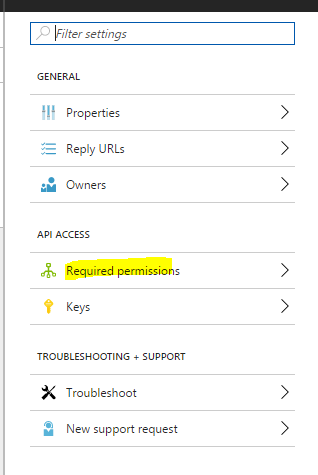 Filter settings
GENERAL
Properties
Reply URLs
Owners
API ACCESS
Required permissions
Keys
TROUBLESHOOTING + SUPPORT
Troubleshoot
New support request